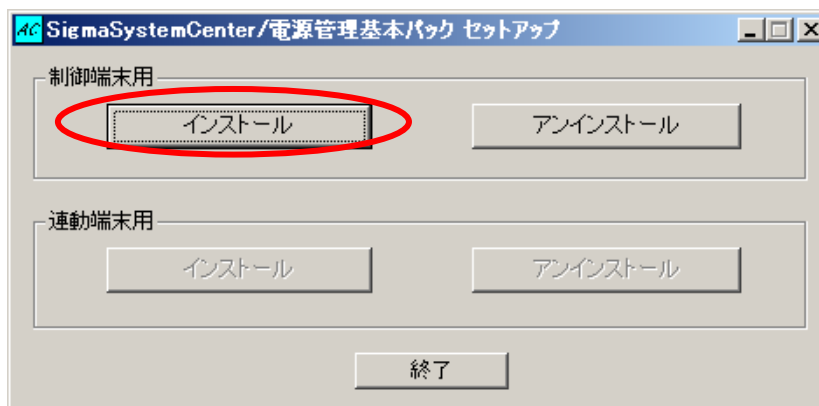 AC SigmaSystemCenter/電源管理基本パック セットアップ
制御端末用
インストール アンインストール
連動端末用
インストール アンインストール
終了